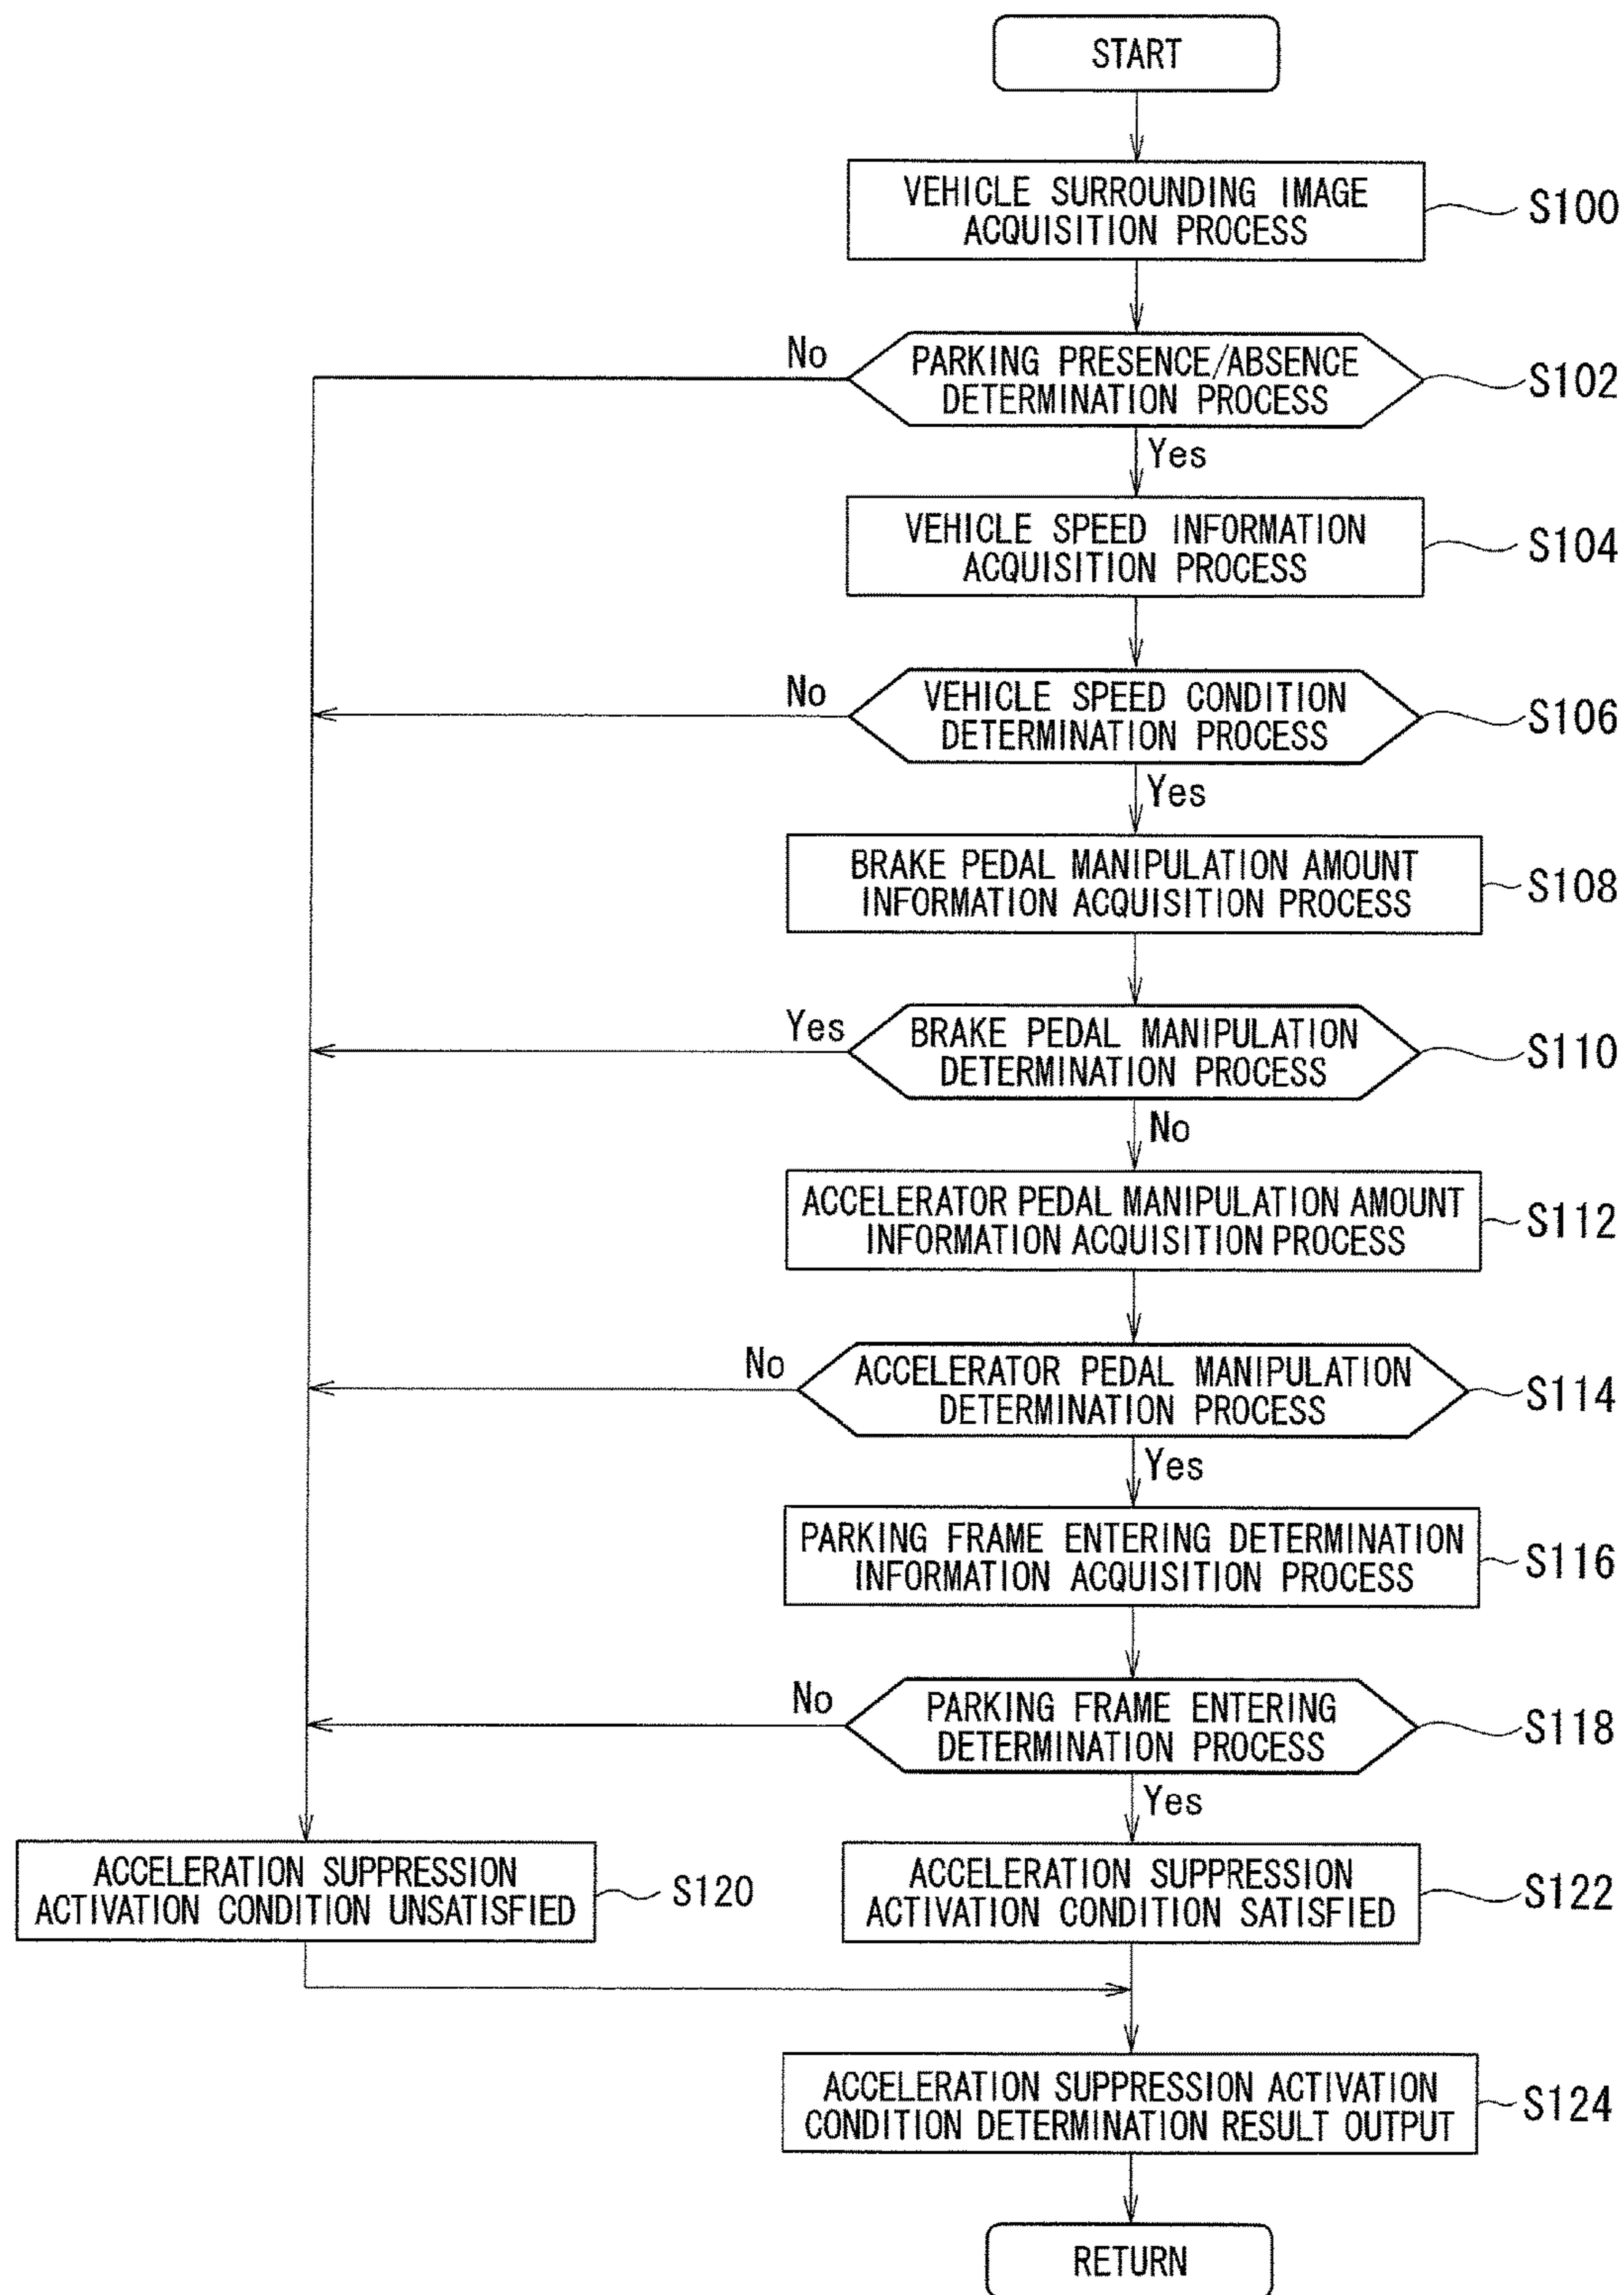 START
VEHICLE SURROUNDING IMAGE
ACQUISITION PROCESS
S100
No
PARKING PRESENCE/ABSENCE
DETERMINATION PROCESS
S102
Yes
VEHICLE SPEED INFORMATION
ACQUISITION PROCESS
S104
No
VEHICLE SPEED CONDITION
DETERMINATION PROCESS
S106
Yes
BRAKE PEDAL MANIPULATION AMOUNT
INFORMATION ACQUISITION PROCESS
S108
Yes
BRAKE PEDAL MANIPULATION
DETERMINATION PROCESS
S110
No
ACCELERATOR PEDAL MANIPULATION AMOUNT
INFORMATION ACQUISITION PROCESS
S112
No
ACCELERATOR PEDAL MANIPULATION
DETERMINATION PROCESS
S114
Yes
PARKING FRAME ENTERING DETERMINATION
INFORMATION ACQUISITION PROCESS
S116
No
PARKING FRAME ENTERING
DETERMINATION PROCESS
S118
Yes
ACCELERATION SUPPRESSION
ACTIVATION CONDITION UNSATISFIED
S120
ACCELERATION SUPPRESSION
ACTIVATION CONDITION SATISFIED
S122
ACCELERATION SUPPRESSION ACTIVATION
CONDITION DETERMINATION RESULT OUTPUT
S124
RETURN